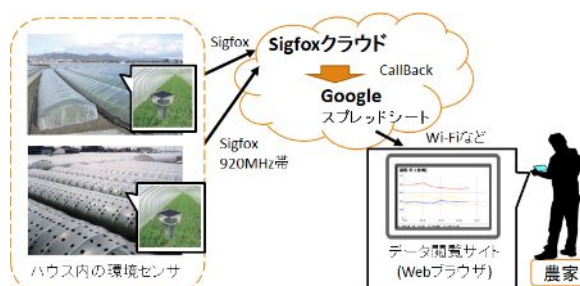 Sigfox
Sigfoxクラウド
CallBack
Google
スプレッドシート
Sigfox
920MHz帯
Wi-Fiなど
データ閲覧サイト
(Webブラウザ)
ハウス内の環境センサ
農家